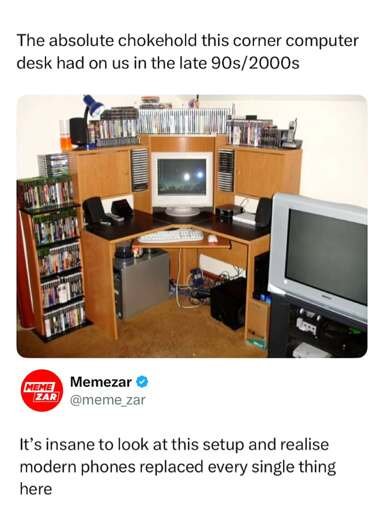 The absolute chokehold this corner computer
desk had on us in the late 90s/2000s
MEME
ZAR
Memezar
@meme_zar
It’s insane to look at this setup and realise
modern phones replaced every single thing
here